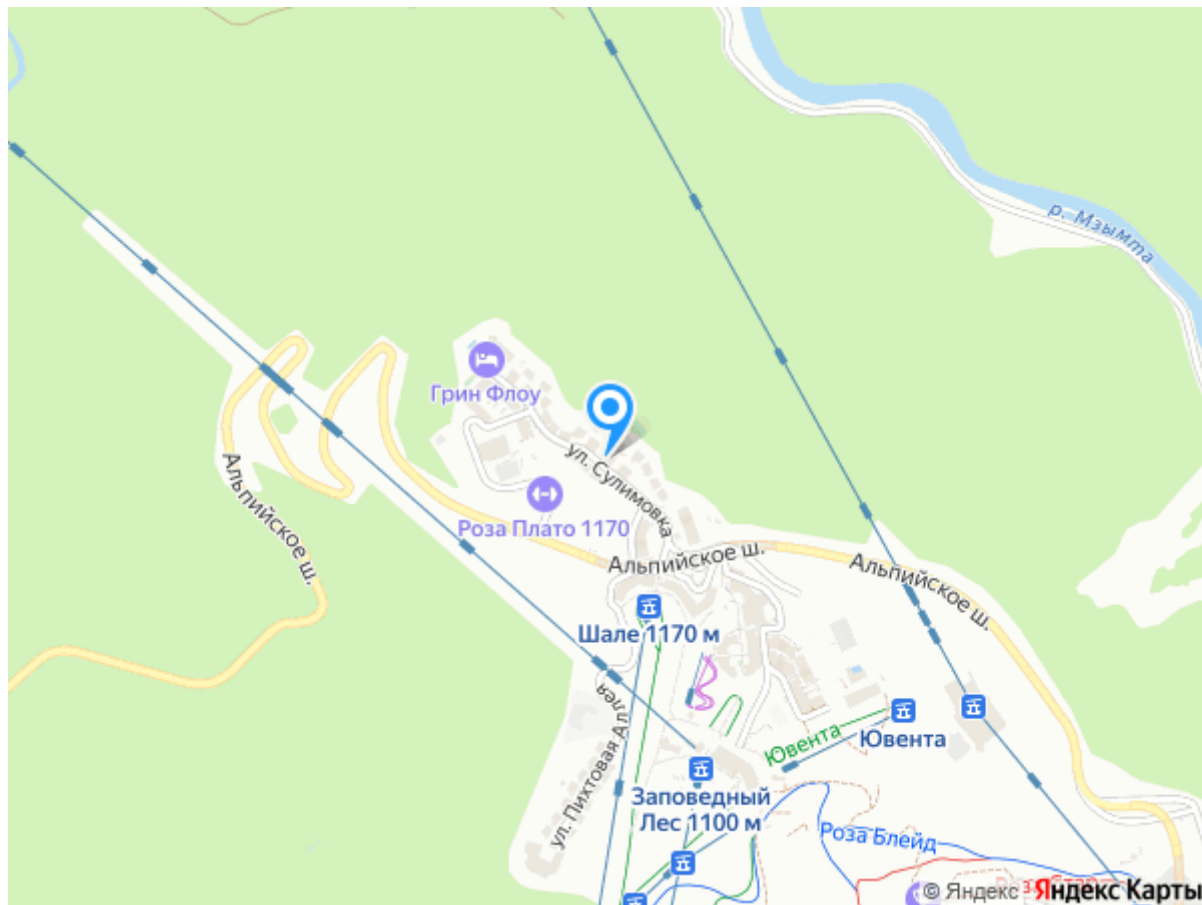 р. Мзымта
Грин Флоу
ул. Сулимовка
Альпийское ш.
Роза Плато 1170
Альпийское ш.
Альпийское ш.
Шале 1170 м
ул. Пихтовая Аллея
Ювента
Ювента
Заповедный
Лес 1100 м
Роза Блейд
© Яндекс Яндекс Карты